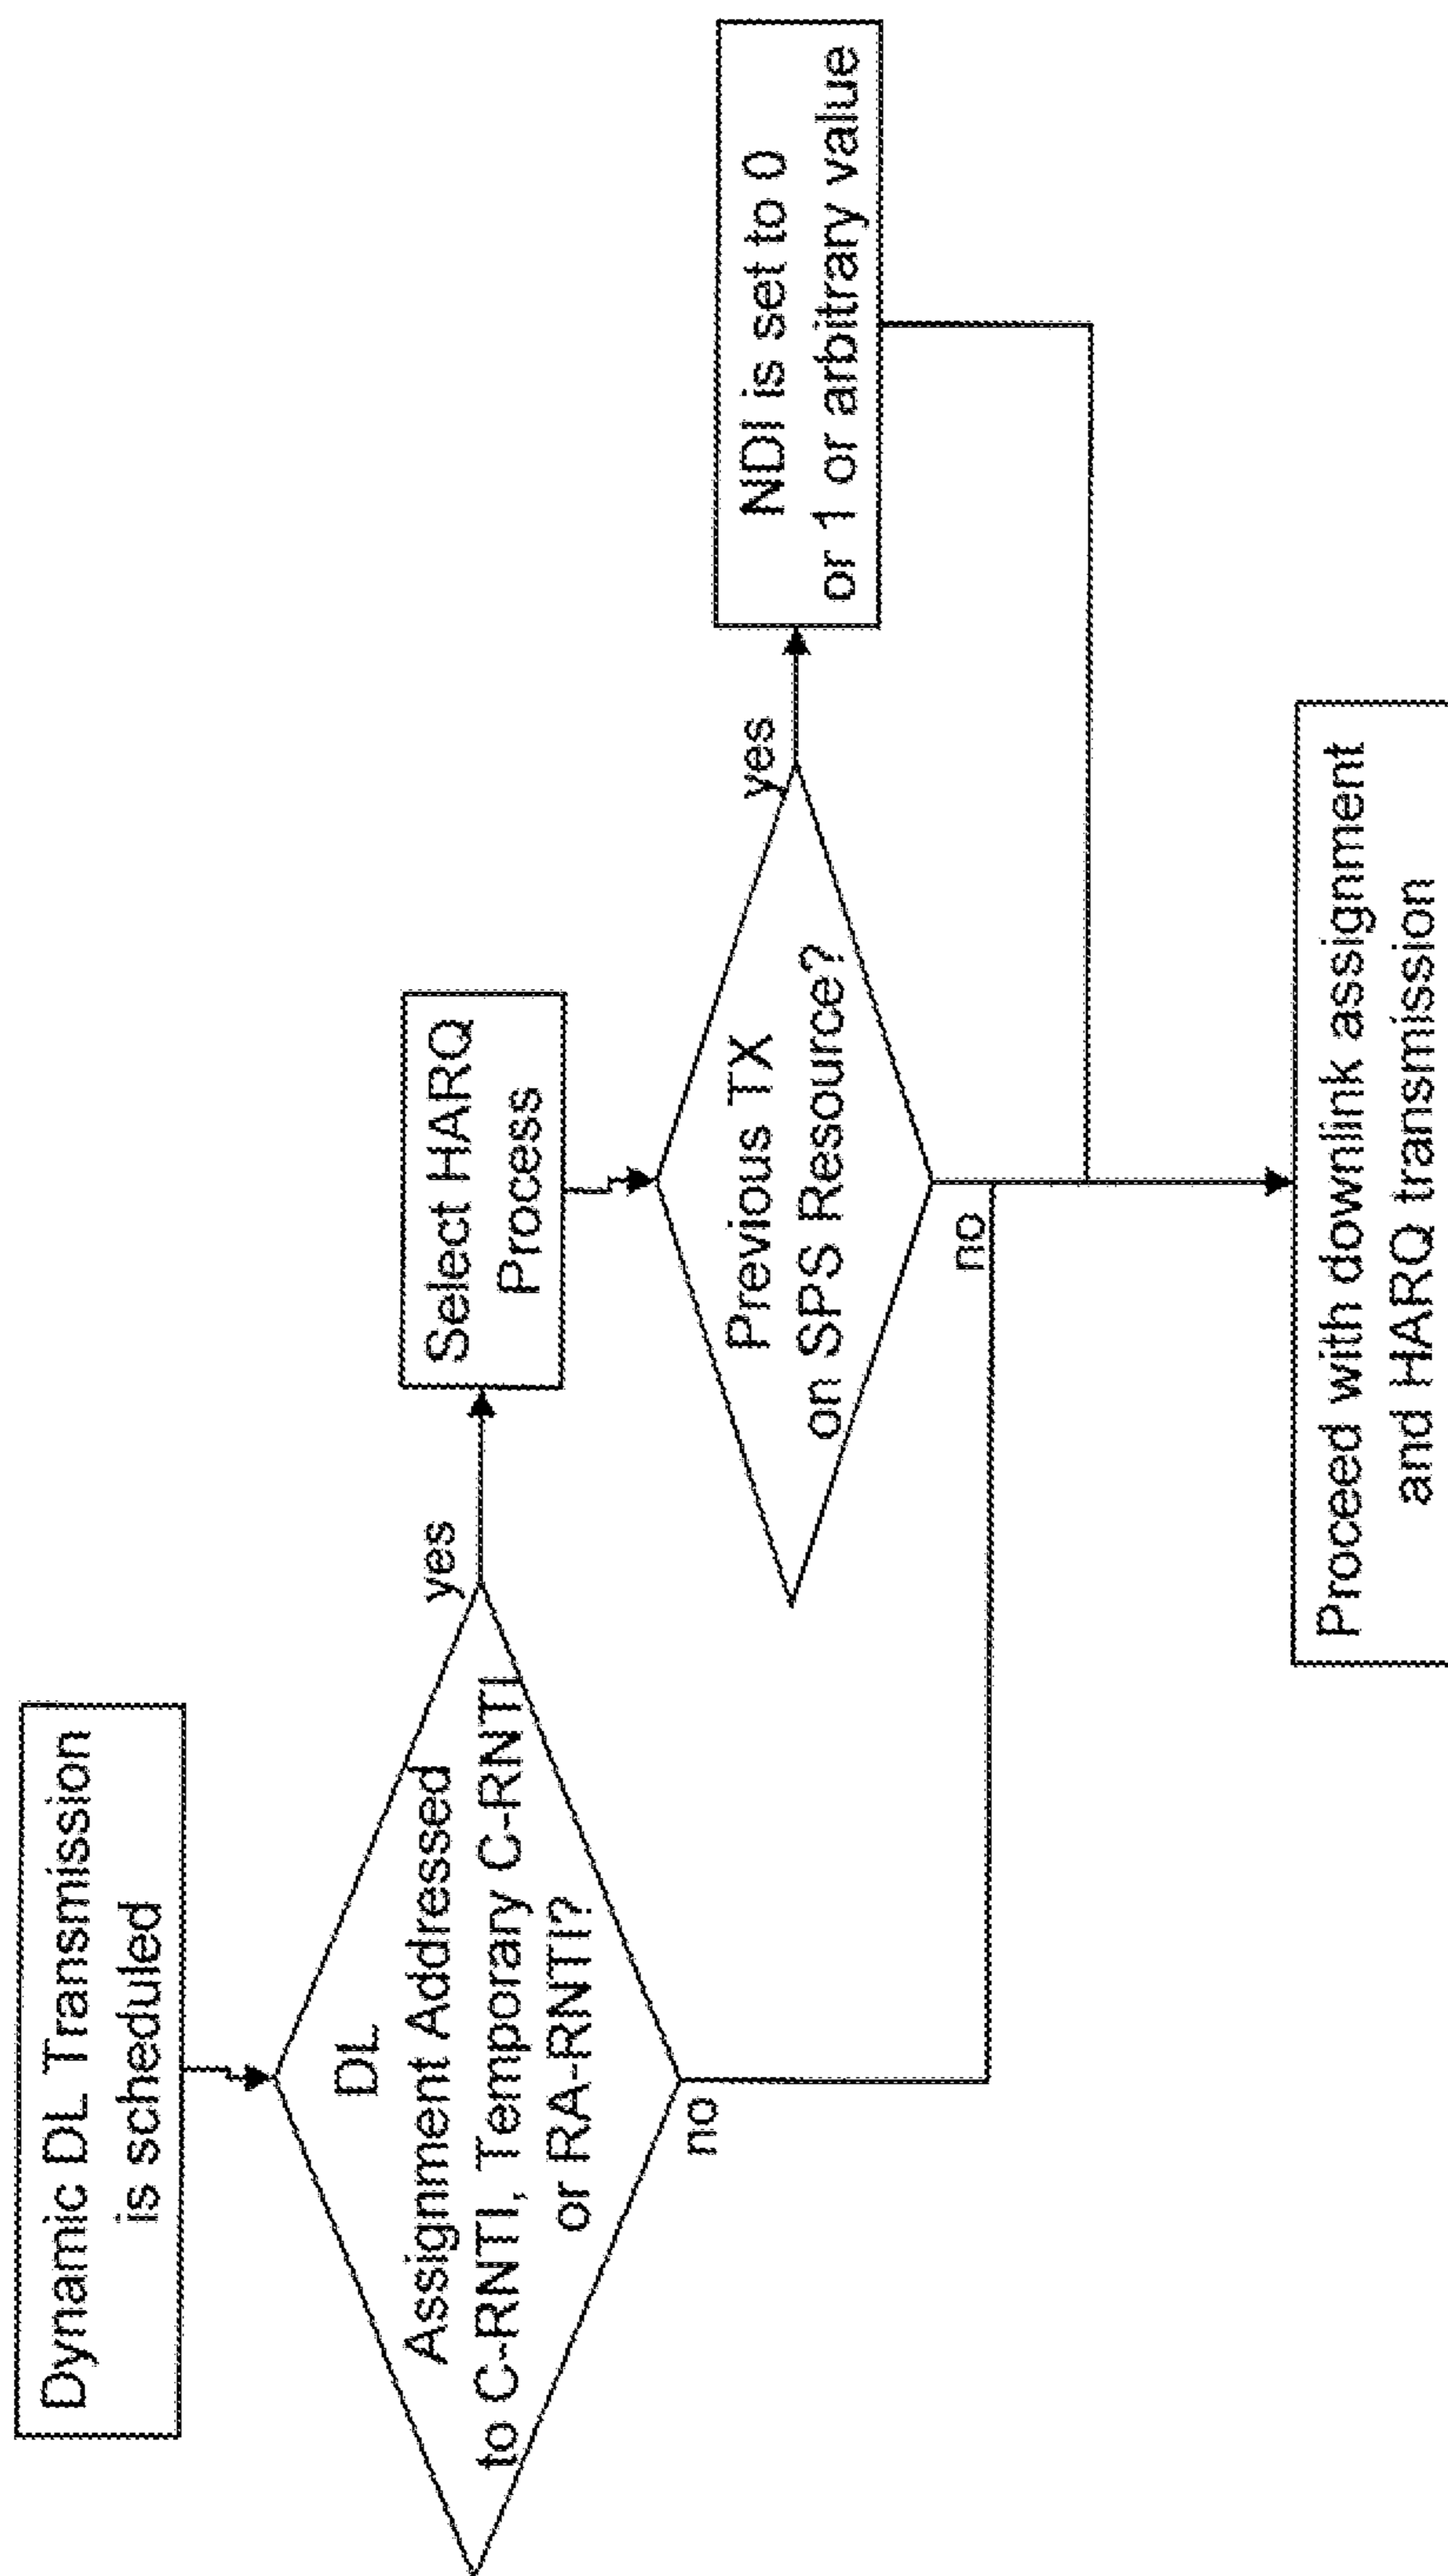 Dynamic DL Transmission
is scheduled
DL
Assignment Addressed
to C-RNTI, Temporary C-RNTI
or RA-RNTI?
yes
no
Select HARQ
Process
Previous TX
on SPS Resource?
yes
no
NDI is set to 0
or 1 or arbitrary value
Proceed with downlink assignment
and HARQ transmission